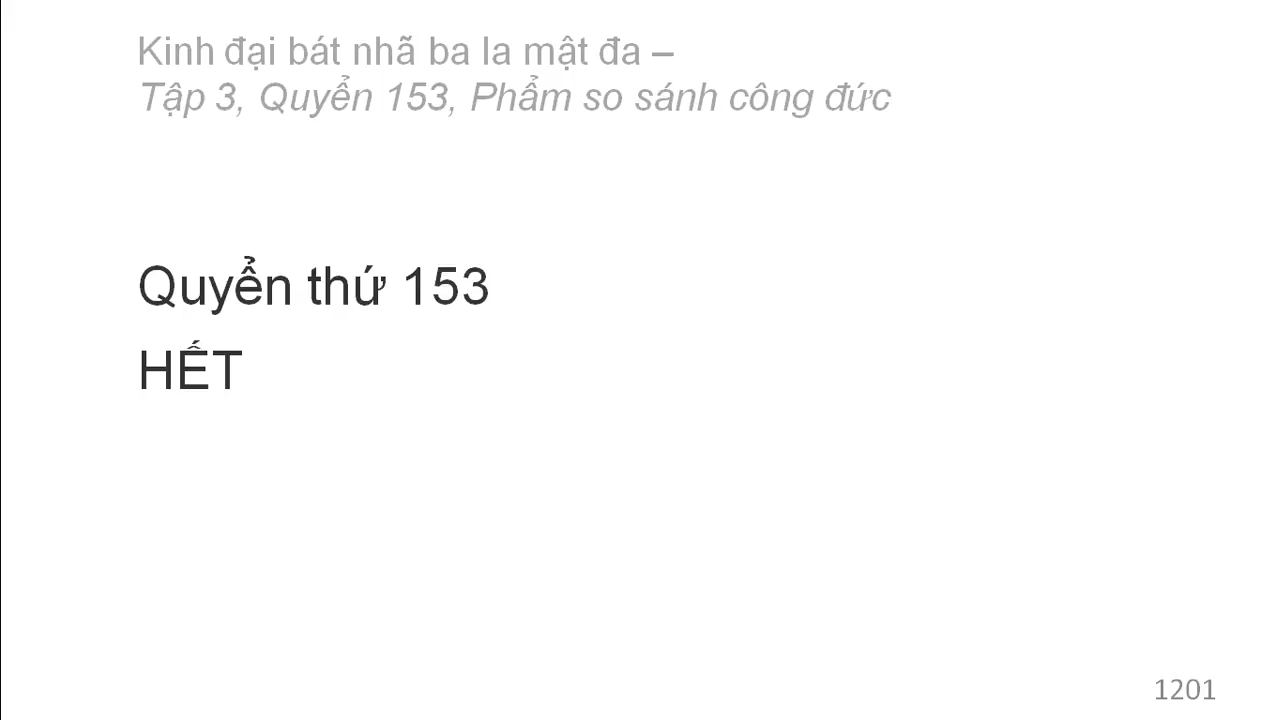 Kinh đại bát nhã ba la mật đa –
Tập 3, Quyển 153, Phẩm so sánh công đức
Quyển thứ 153
HẾT
1201